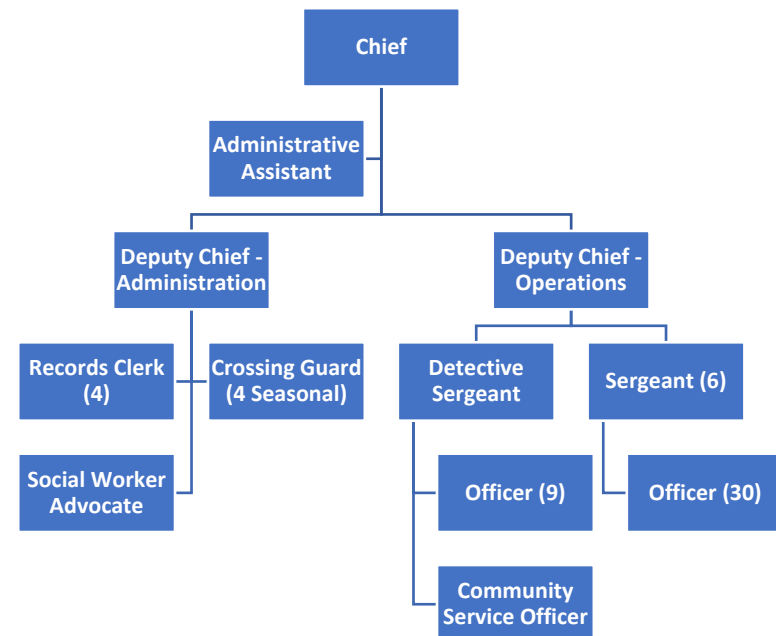 Chief
Administrative
Assistant
Deputy Chief -
Administration
Deputy Chief -
Operations
Records Clerk
(4)
Crossing Guard
(4 Seasonal)
Detective
Sergeant
Sergeant (6)
Social Worker
Advocate
Officer (9)
Officer (30)
Community
Service Officer